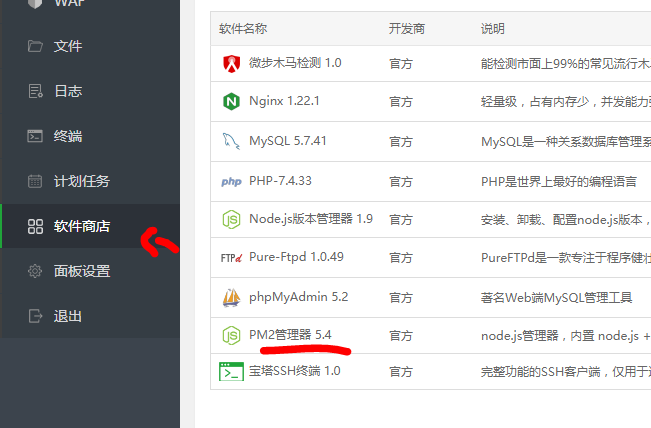 WAF
文件
日志
终端
计划任务
软件商店
面板设置
退出
软件名称 开发商 说明
微步木马检测 1.0 官方 能检测市面上99%的常见流行木
Nginx 1.22.1 官方 轻量级，占有内存少，并发能力强
MySQL 5.7.41 官方 MySQL是一种关系数据库管理系
php PHP-7.4.33 官方 PHP是世界上最好的编程语言
Node.js版本管理器 1.9 官方 安装、卸载、配置node.js版本，
FTPd Pure-Ftpd 1.0.49 官方 PureFTPd是一款专注于程序健壮
phpMyAdmin 5.2 官方 著名Web端MySQL管理工具
PM2管理器 5.4 官方 node.js管理器，内置 node.js +
宝塔SSH终端 1.0 官方 完整功能的SSH客户端，仅用于